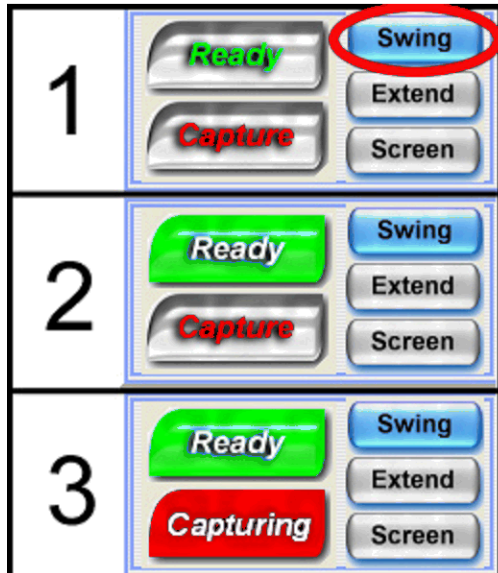 1
Ready
Capture
Swing
Extend
Screen
2
Ready
Capture
Swing
Extend
Screen
3
Ready
Capturing
Swing
Extend
Screen